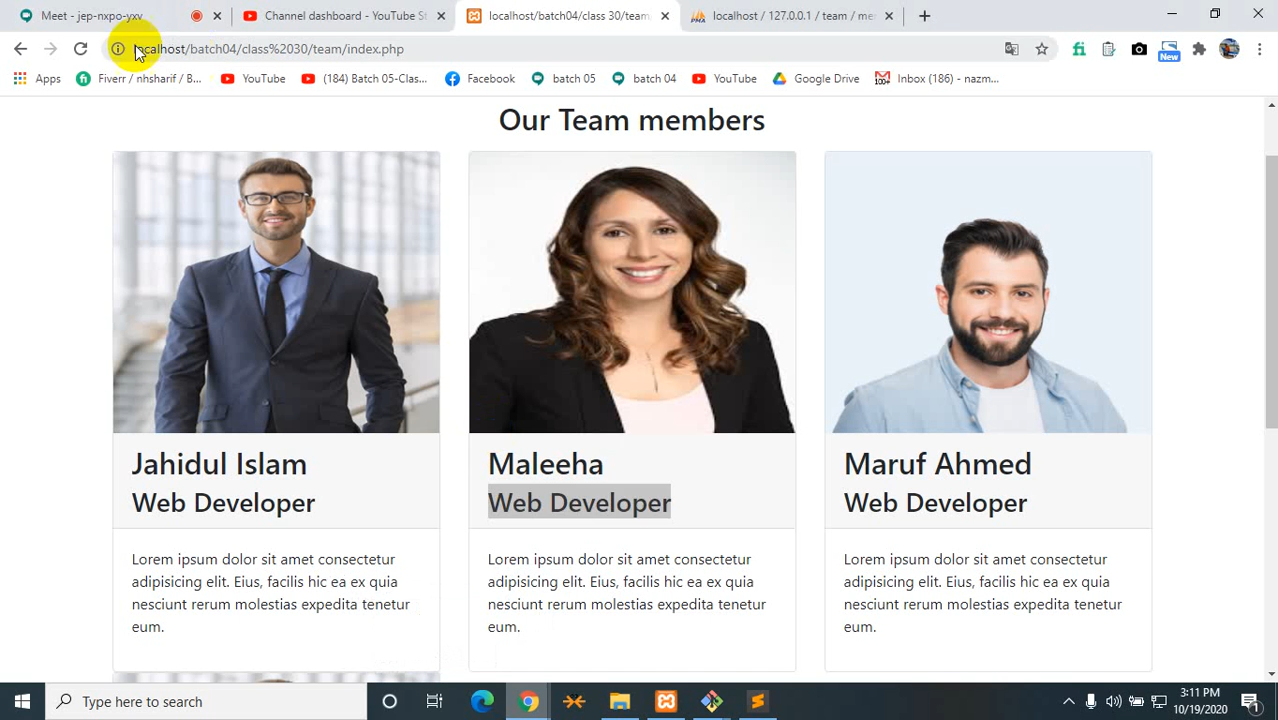 Meet - jep-nxpo-yxv
Channel dashboard - YouTube St
localhost/batch04/class 30/team
localhost / 127.0.0.1 / team / me
localhost/batch04/class%2030/team/index.php
New
Apps
Fiverr / nhsharif / B...
YouTube
(184) Batch 05-Clas...
Facebook
batch 05
batch 04
YouTube
Google Drive
100+
Inbox (186) - nazm...
Our Team members
Jahidul Islam
Web Developer
Lorem ipsum dolor sit amet consectetur
adipisicing elit. Eius, facilis hic ea ex quia
nesciunt rerum molestias expedita tenetur
eum.
Maleeha
Web Developer
Lorem ipsum dolor sit amet consectetur
adipisicing elit. Eius, facilis hic ea ex quia
nesciunt rerum molestias expedita tenetur
eum.
Maruf Ahmed
Web Developer
Lorem ipsum dolor sit amet consectetur
adipisicing elit. Eius, facilis hic ea ex quia
nesciunt rerum molestias expedita tenetur
eum.
Type here to search
3:11 PM
10/19/2020
1